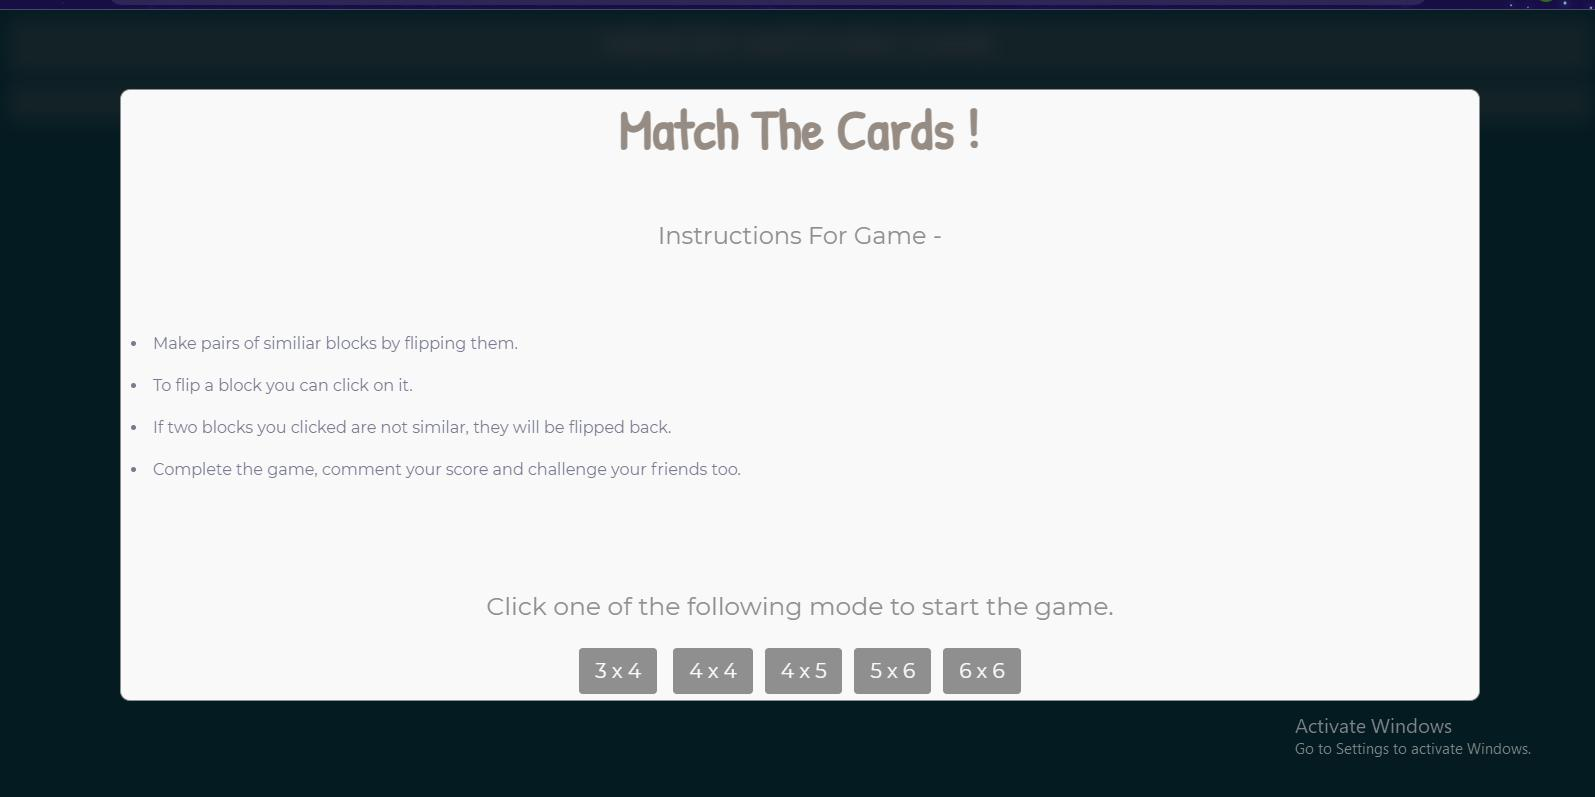 Match The Cards !
Instructions For Game -
Make pairs of similiar blocks by flipping them.
To flip a block you can click on it.
If two blocks you clicked are not similar, they will be flipped back.
Complete the game, comment your score and challenge your friends too.
Click one of the following mode to start the game.
3 x 4 4 x 4 4 x 5 5 x 6 6 x 6
Activate Windows
Go to Settings to activate Windows.